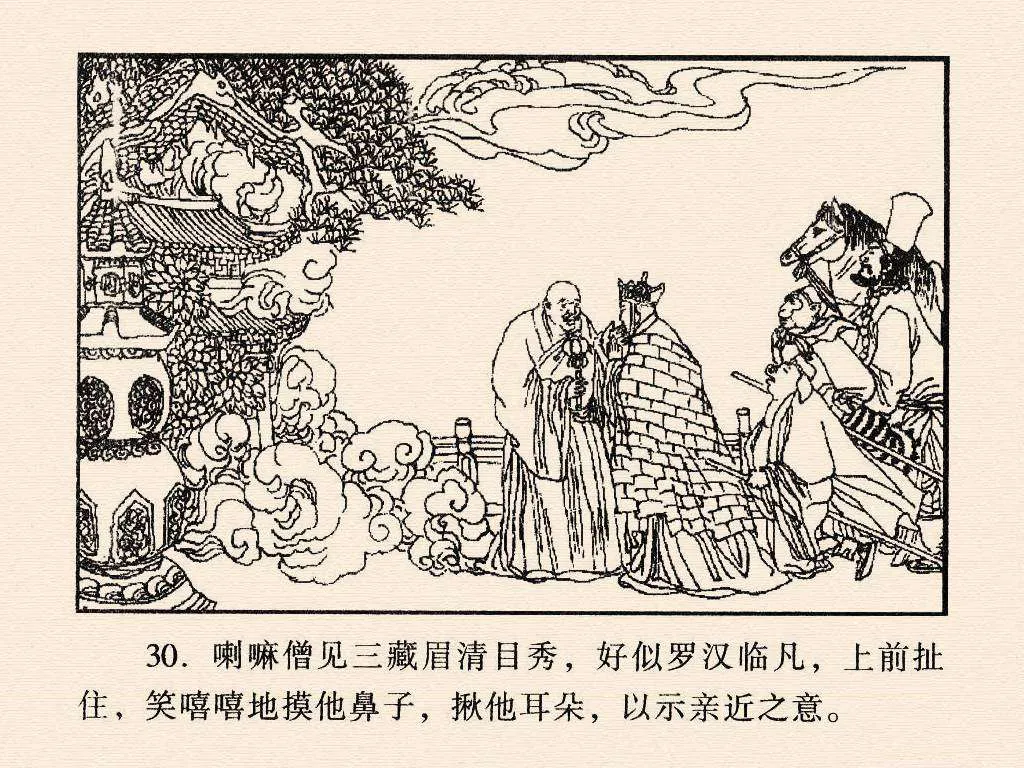 30. 喇嘛僧见三藏眉清目秀，好似罗汉临凡，上前扯
住，笑嘻嘻地摸他鼻子，揪他耳朵，以示亲近之意。